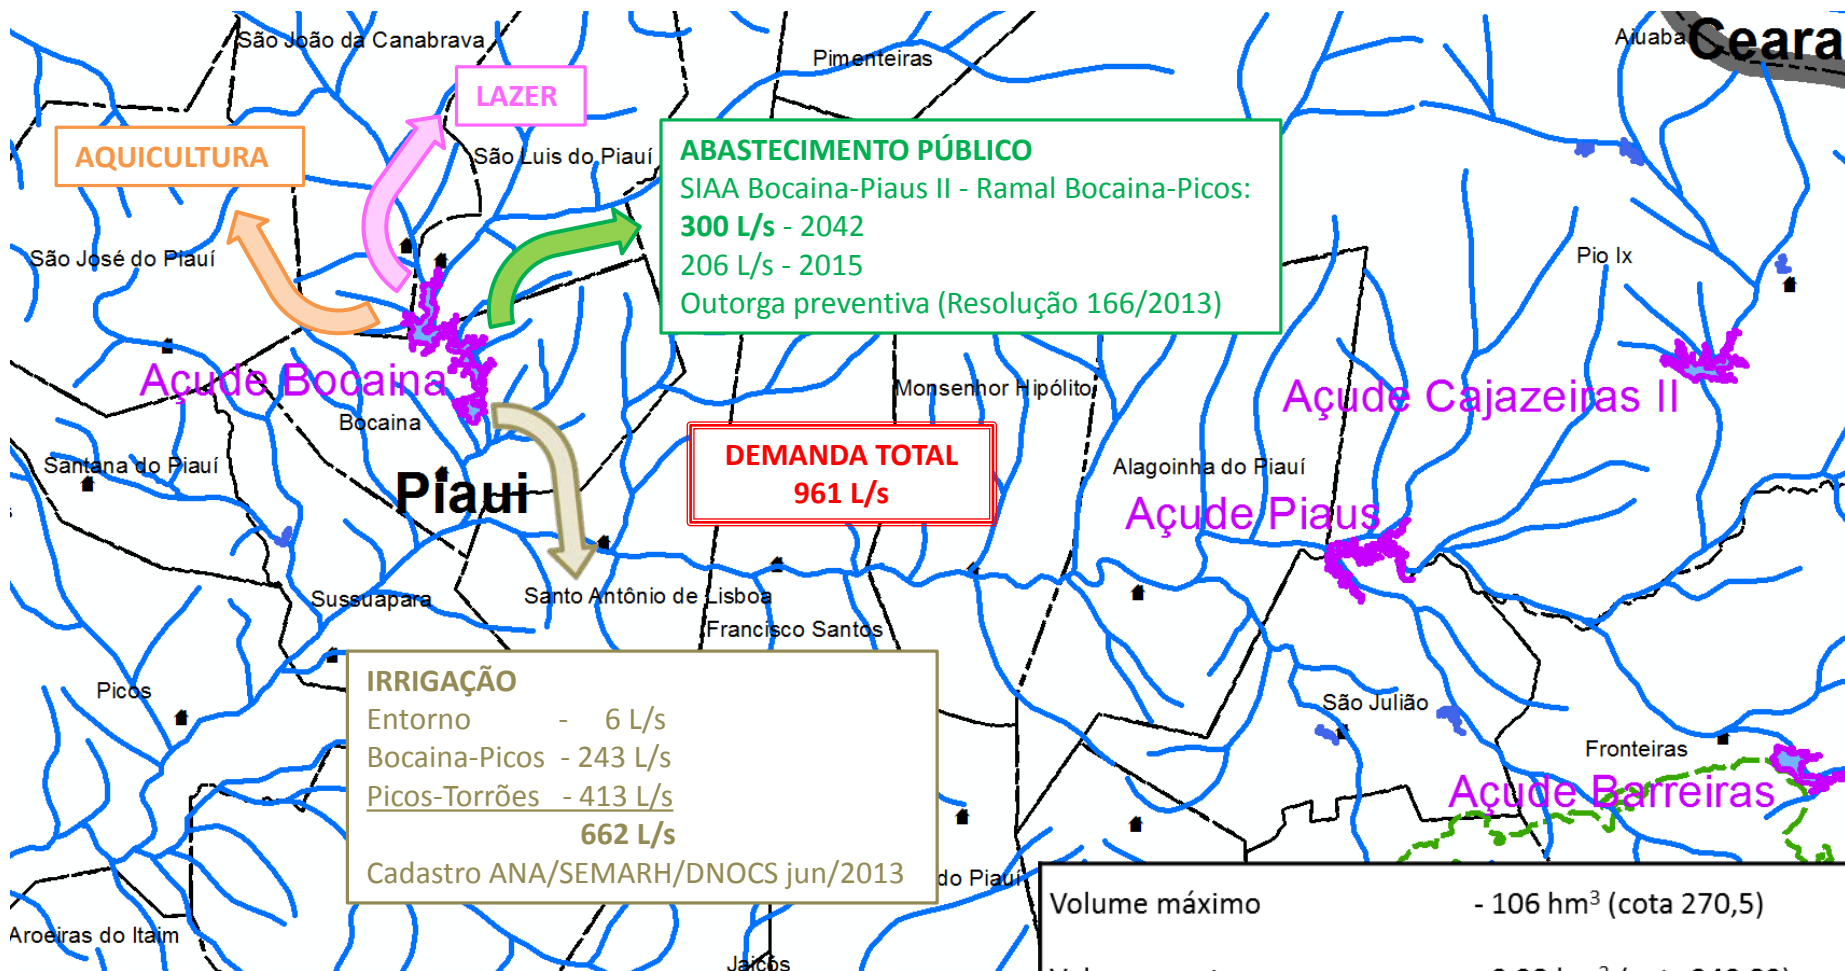 São João da Canabrava
Pimenteiras
Aiuaba
Ceara
LAZER
AQUICULTURA
São Luis do Piauí
ABASTECIMENTO PÚBLICO
SIAA Bocaina-Piaus II - Ramal Bocaina-Picos:
300 L/s - 2042
206 L/s - 2015
Outorga preventiva (Resolução 166/2013)
São José do Piauí
Pio Ix
Açude Bocaina
Monsenhor Hipólito
Açude Cajazeiras II
Bocaina
Santana do Piauí
DEMANDA TOTAL
961 L/s
Alagoinha do Piauí
Piaui
Açude Piaus
Sussuapara
Santo Antônio de Lisboa
Francisco Santos
Picos
IRRIGAÇÃO
Entorno - 6 L/s
Bocaina-Picos - 243 L/s
Picos-Torrões - 413 L/s
662 L/s
Cadastro ANA/SEMARH/DNOCS jun/2013
São Julião
Fronteiras
Açude Barreiras
do Piauí
Volume máximo - 106 hm³ (cota 270,5)
Aroeiras do Itaim
Jaicós